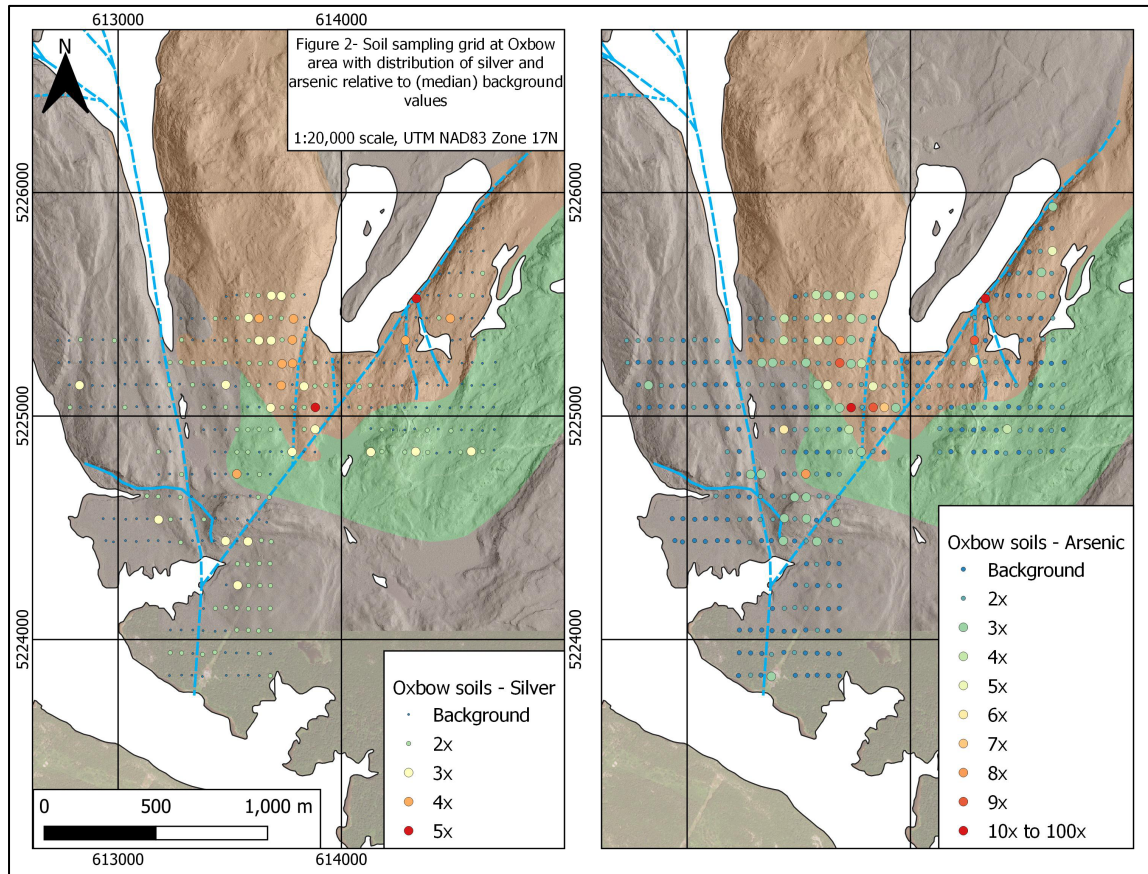 613000
614000
N
Figure 2- Soil sampling grid at Oxbow
area with distribution of silver and
arsenic relative to (median) background
values
1:20,000 scale, UTM NAD83 Zone 17N
5226000
5225000
5224000
5226000
5225000
5224000
Oxbow soils - Silver
Background
2x
3x
4x
5x
0
500
1,000 m
613000
614000
Oxbow soils - Arsenic
Background
2x
3x
4x
5x
6x
7x
8x
9x
10x to 100x